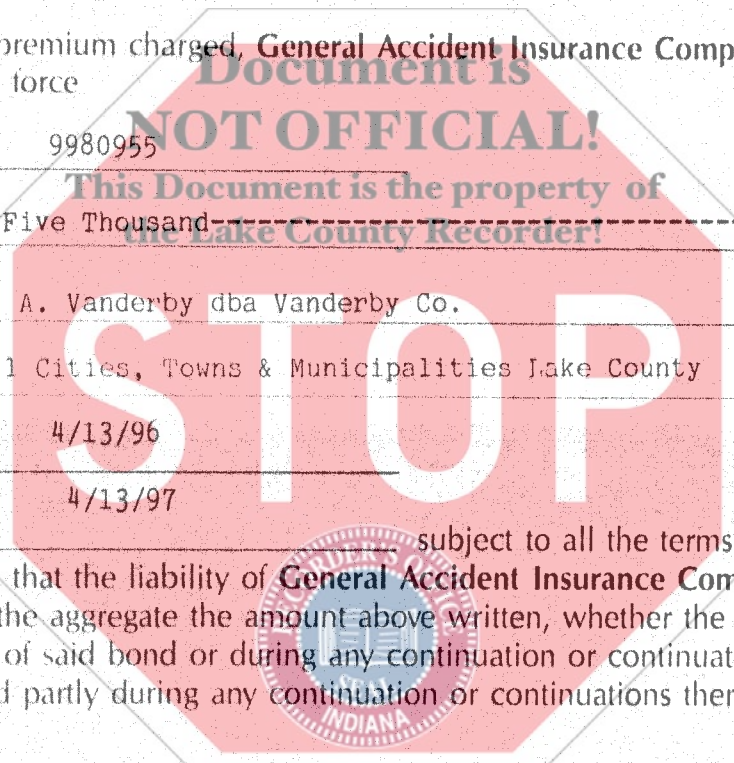 premium charged, General Accident Insurance Comp
force
Document is
NOT OFFICIAL!
9980955
This Document is the property of
Five Thousand--------------------------------
the Lake County Recorder!
A. Vanderby dba Vanderby Co.
l Cities, Towns & Municipalities Lake County
STOP
4/13/96
4/13/97
subject to all the terms
that the liability of General Accident Insurance Com
the aggregate the amount above written, whether the
of said bond or during any continuation or continuat
d partly during any continuation or continuations ther
RECORDER'S OFFICE
SEAL
INDIANA